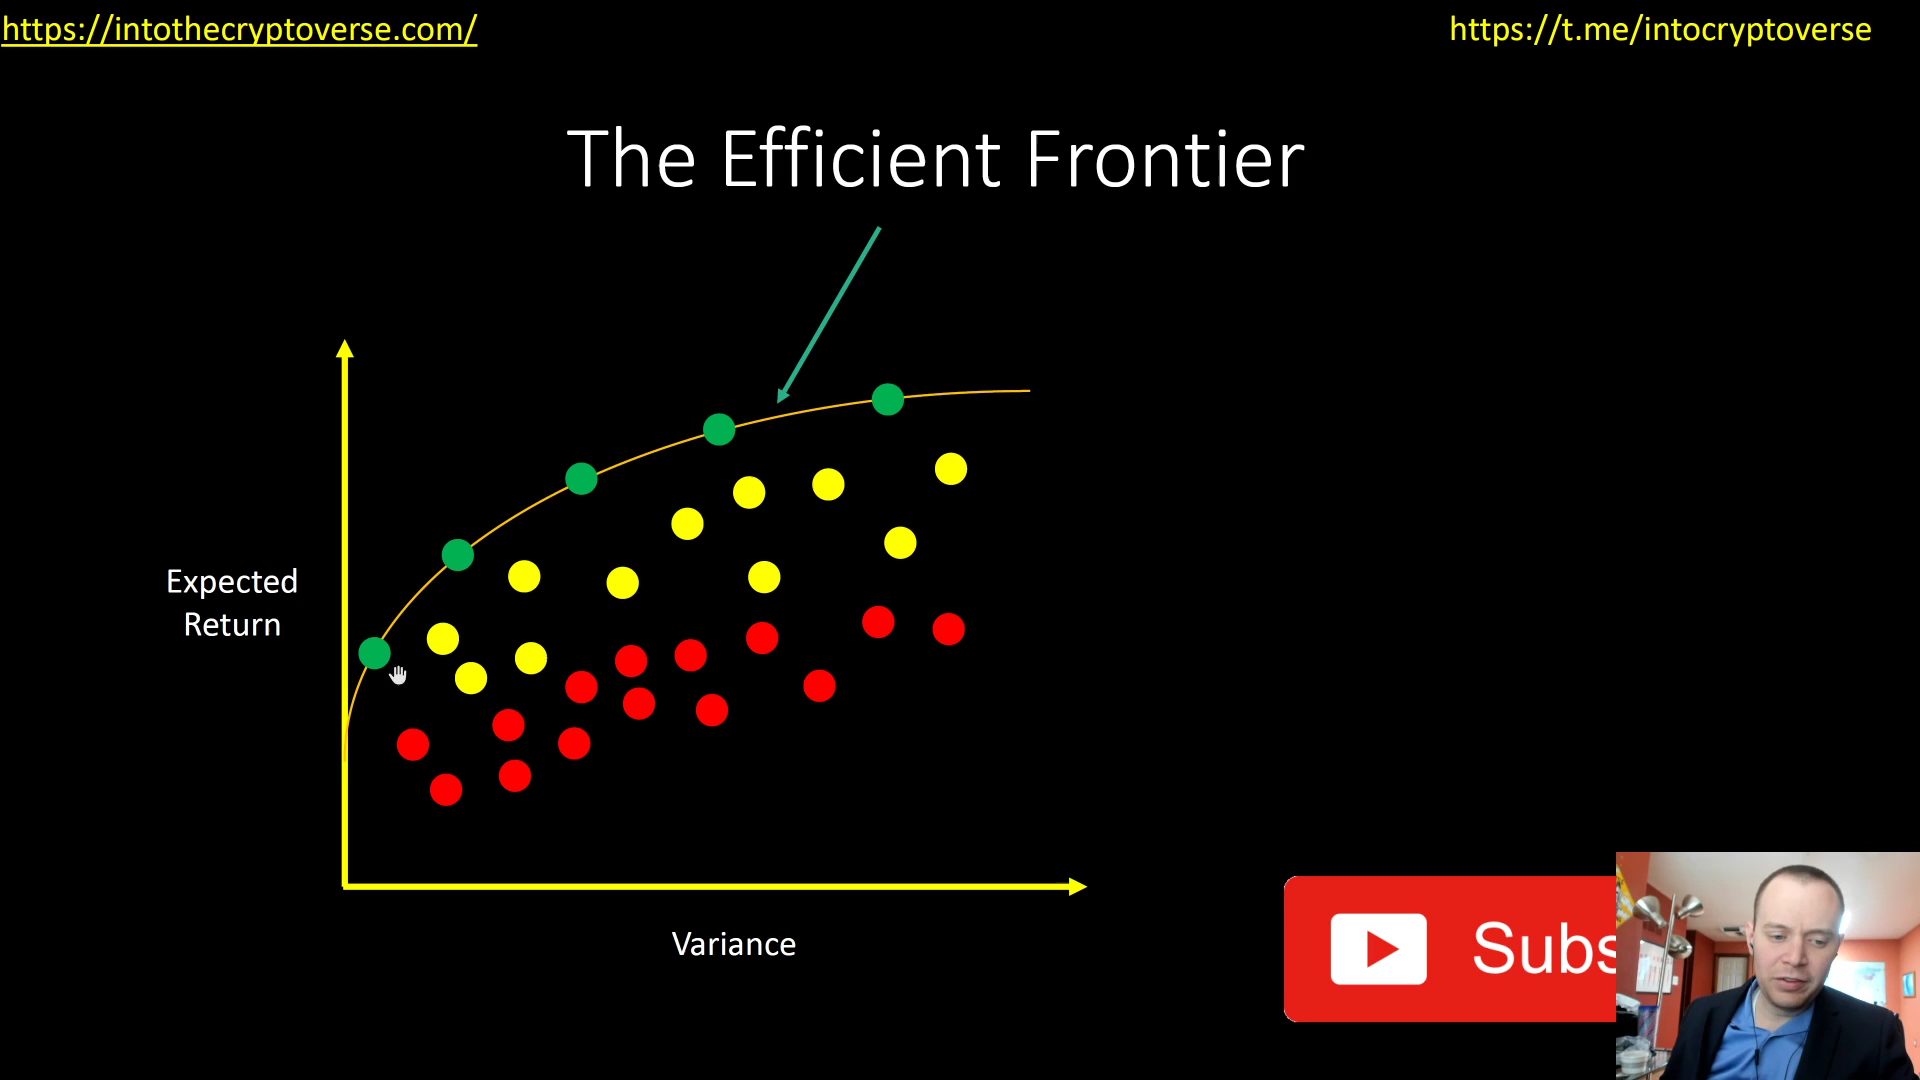 https://intothecryptoverse.com/
https://t.me/intocryptoverse
The Efficient Frontier
Expected
Return
Variance
Subs